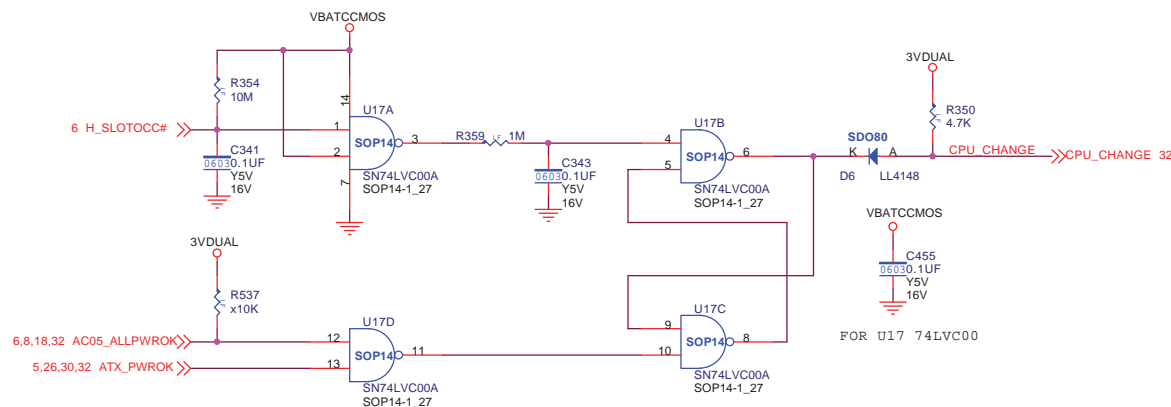 VBATCCMOS
R354
10M
14
U17A
6 H_SLOTOCC#
1
2
SOP14
3
7
SN74LVC00A
SOP14-1_27
C341
0603
0.1UF
Y5V
16V
R359
LF
1M
C343
0603
0.1UF
Y5V
16V
U17B
4
5
SOP14
6
SN74LVC00A
SOP14-1_27
3VDUAL
R350
4.7K
SDO80
K
A
D6
LL4148
CPU_CHANGE
CPU_CHANGE 32
VBATCCMOS
C455
0603
0.1UF
Y5V
16V
FOR U17 74LVC00
3VDUAL
R537
x10K
6,8,18,32 AC05_ALLPWROK
5,26,30,32 ATX_PWROK
12
13
U17D
SOP14
11
SN74LVC00A
SOP14-1_27
U17C
9
10
SOP14
8
SN74LVC00A
SOP14-1_27